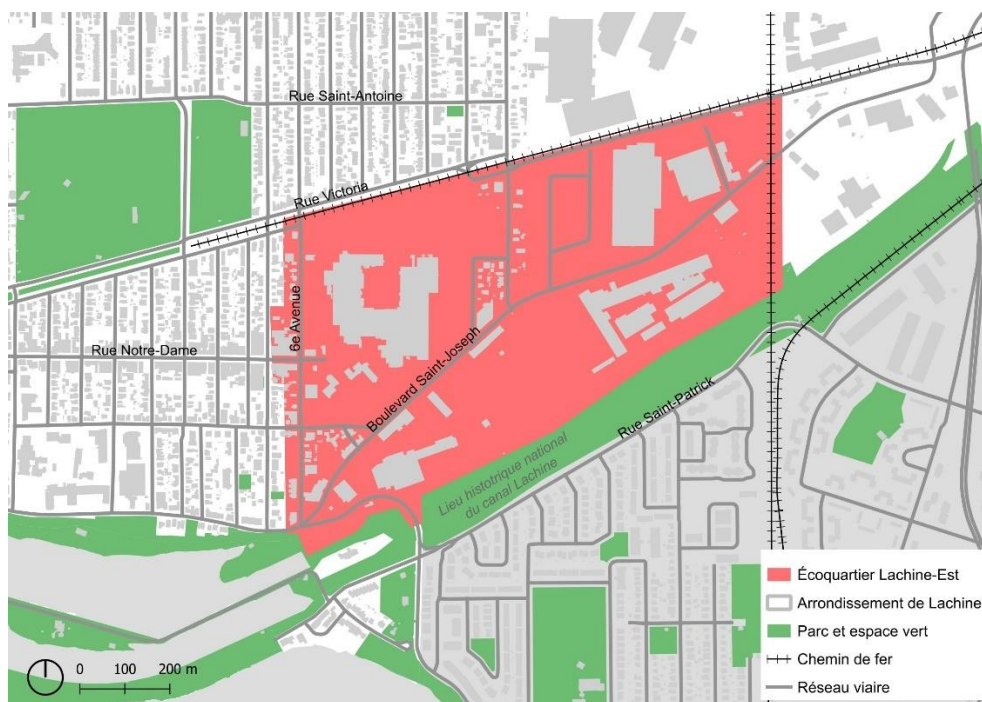 Rue Saint-Antoine
Rue Victoria
6e Avenue
Rue Notre-Dame
Boulevard Saint-Joseph
Rue Saint-Patrick
Lieu histotrique national
du canal Lachine
Écoquartier Lachine-Est
Arrondissement de Lachine
Parc et espace vert
Chemin de fer
Réseau viaire
0 100 200 m